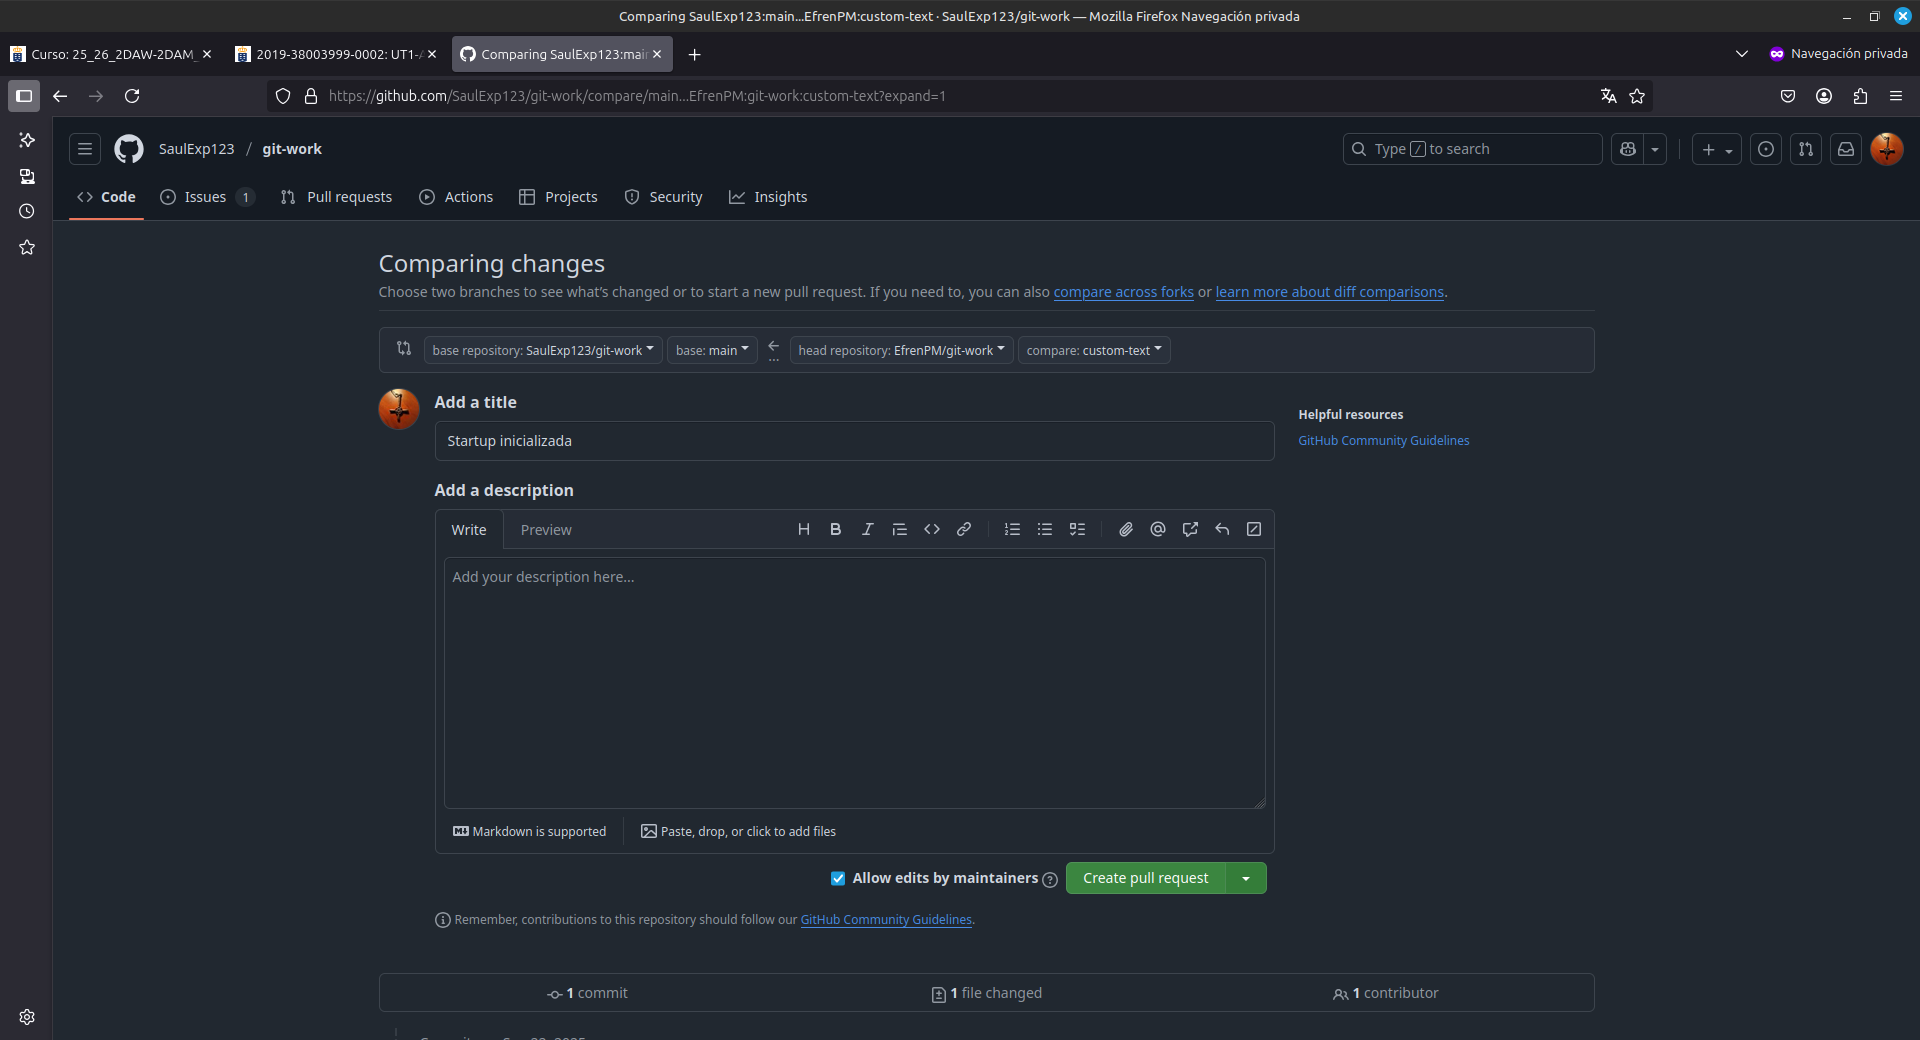 Comparing SaulExp123:main...EfrenPM:custom-text · SaulExp123/git-work — Mozilla Firefox Navegación privada
Curso: 25_26_2DAW-2DAM_
2019-38003999-0002: UT1-A
Comparing SaulExp123:mai
Navegación privada
https://github.com/SaulExp123/git-work/compare/main...EfrenPM:git-work:custom-text?expand=1
SaulExp123 / git-work
Type / to search
Code
Issues 1
Pull requests
Actions
Projects
Security
Insights
Comparing changes
Choose two branches to see what's changed or to start a new pull request. If you need to, you can also compare across forks or learn more about diff comparisons.
base repository: SaulExp123/git-work
base: main
...
head repository: EfrenPM/git-work
compare: custom-text
Add a title
Startup inicializada
Helpful resources
GitHub Community Guidelines
Add a description
Write
Preview
Add your description here...
Markdown is supported
Paste, drop, or click to add files
Allow edits by maintainers
Create pull request
Remember, contributions to this repository should follow our GitHub Community Guidelines.
1 commit
1 file changed
1 contributor